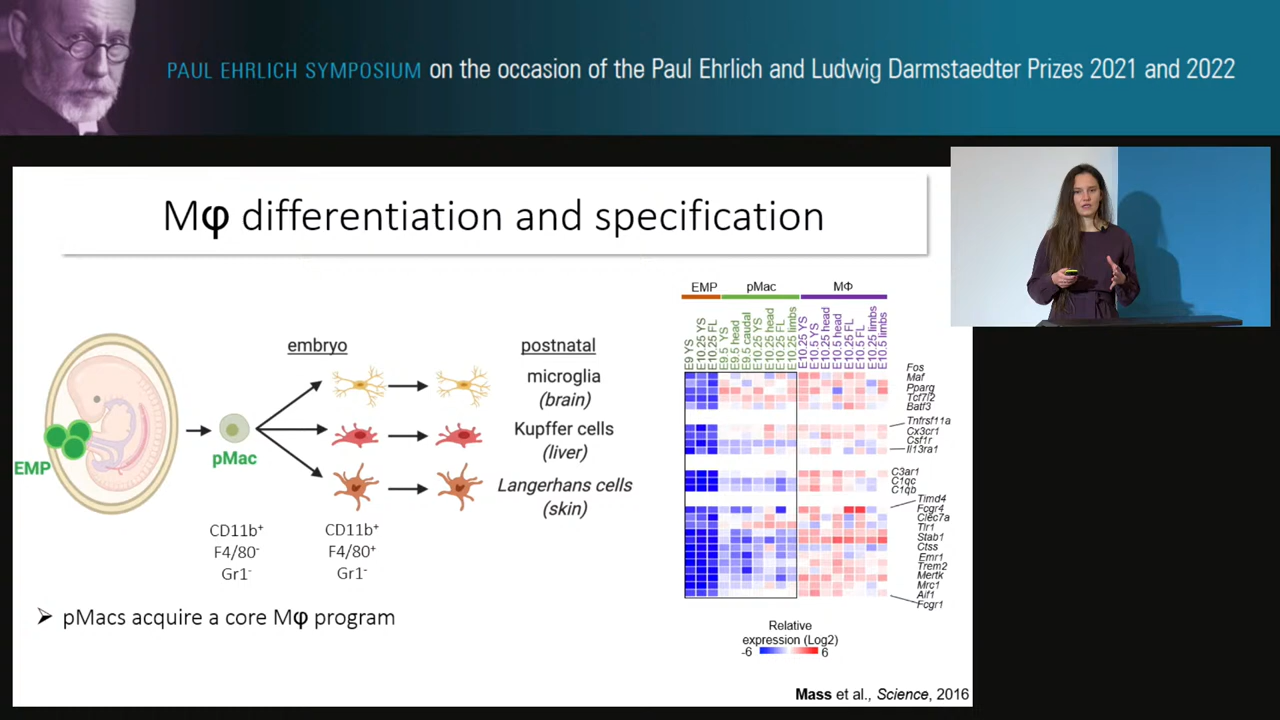 PAUL EHRLICH SYMPOSIUM on the occasion of the Paul Ehrlich and Ludwig Darmstaedter Prizes 2021 and 2022
Mφ differentiation and specification
EMP
pMac
embryo
postnatal
microglia
(brain)
Kupffer cells
(liver)
Langerhans cells
(skin)
CD11b+
F4/80-
Gr1-
CD11b+
F4/80+
Gr1-
➢ pMacs acquire a core Mφ program
EMP pMac MΦ
E9 YS
E10.25 YS
E10.25 FL
E9.5 YS
E9.5 head
E9.5 caudal
E10.25 YS
E10.25 head
E10.25 FL
E10.25 limbs
E10.25 YS
E10.5 YS
E10.25 head
E10.5 head
E10.25 FL
E10.5 FL
E10.25 limbs
E10.5 limbs
Fos
Maf
Pparg
Tcf7l2
Batf3
Tnfrsf11a
Cx3cr1
Csf1r
Il13ra1
C3ar1
C1qc
C1qb
Timd4
Fcgr4
Clec7a
Tlr1
Stab1
Ctss
Emr1
Trem2
Mertk
Mrc1
Aif1
Fcgr1
Relative
expression (Log2)
-6 6
Mass et al., Science, 2016